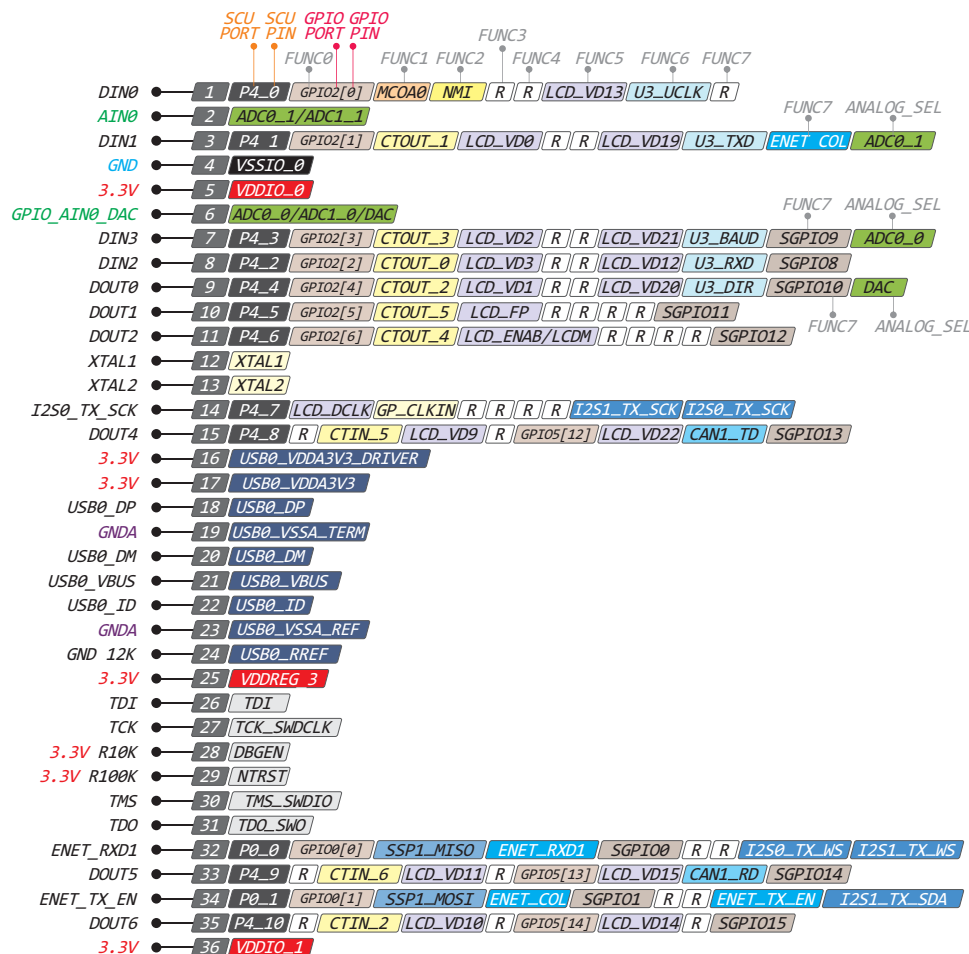 SCU SCU GPIO GPIO
PORT PIN PORT PIN FUNC3
FUNC0 FUNC1 FUNC2 FUNC4 FUNC5 FUNC6 FUNC7
DIN0 1 P4_0 GPIO2[0] MCOA0 NMI R R LCD_VD13 U3_UCLK R
AIN0 2 ADC0_1/ADC1_1 FUNC7 ANALOG_SEL
DIN1 3 P4_1 GPIO2[1] CTOUT_1 LCD_VD0 R R LCD_VD19 U3_TXD ENET_COL ADC0_1
GND 4 VSSIO_0
3.3V 5 VDDIO_0
GPIO_AIN0_DAC 6 ADC0_0/ADC1_0/DAC FUNC7 ANALOG_SEL
DIN3 7 P4_3 GPIO2[3] CTOUT_3 LCD_VD2 R R LCD_VD21 U3_BAUD SGPIO9 ADC0_0
DIN2 8 P4_2 GPIO2[2] CTOUT_0 LCD_VD3 R R LCD_VD12 U3_RXD SGPIO8
DOUT0 9 P4_4 GPIO2[4] CTOUT_2 LCD_VD1 R R LCD_VD20 U3_DIR SGPIO10 DAC
DOUT1 10 P4_5 GPIO2[5] CTOUT_5 LCD_FP R R R R SGPIO11 FUNC7 ANALOG_SEL
DOUT2 11 P4_6 GPIO2[6] CTOUT_4 LCD_ENAB/LCDM R R R R SGPIO12
XTAL1 12 XTAL1
XTAL2 13 XTAL2
I2S0_TX_SCK 14 P4_7 LCD_DCLK GP_CLKIN R R R R I2S1_TX_SCK I2S0_TX_SCK
DOUT4 15 P4_8 R CTIN_5 LCD_VD9 R GPIO5[12] LCD_VD22 CAN1_TD SGPIO13
3.3V 16 USB0_VDDA3V3_DRIVER
3.3V 17 USB0_VDDA3V3
USB0_DP 18 USB0_DP
GNDA 19 USB0_VSSA_TERM
USB0_DM 20 USB0_DM
USB0_VBUS 21 USB0_VBUS
USB0_ID 22 USB0_ID
GNDA 23 USB0_VSSA_REF
GND 12K 24 USB0_RREF
3.3V 25 VDDREG_3
TDI 26 TDI
TCK 27 TCK_SWDCLK
3.3V R10K 28 DBGEN
3.3V R100K 29 NTRST
TMS 30 TMS_SWDIO
TDO 31 TDO_SWO
ENET_RXD1 32 P0_0 GPIO0[0] SSP1_MISO ENET_RXD1 SGPIO0 R R I2S0_TX_WS I2S1_TX_WS
DOUT5 33 P4_9 R CTIN_6 LCD_VD11 R GPIO5[13] LCD_VD15 CAN1_RD SGPIO14
ENET_TX_EN 34 P0_1 GPIO0[1] SSP1_MOSI ENET_COL SGPIO1 R R ENET_TX_EN I2S1_TX_SDA
DOUT6 35 P4_10 R CTIN_2 LCD_VD10 R GPIO5[14] LCD_VD14 R SGPIO15
3.3V 36 VDDIO_1